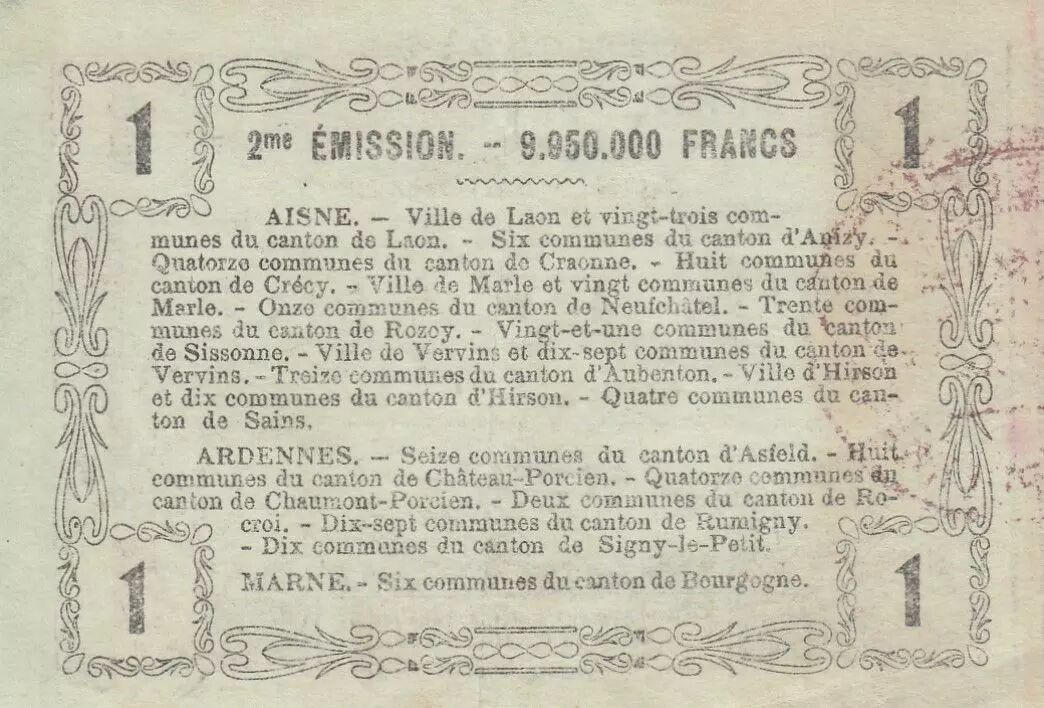 1 1
2me ÉMISSION. - 9.950.000 FRANCS
AISNE. — Ville de Laon et vingt-trois com-
munes du canton de Laon. - Six communes du canton d'Anizy. -
Quatorze communes du canton de Craonne. - Huit communes du
canton de Crécy. - Ville de Marle et vingt communes du canton de
Marle. - Onze communes du canton de Neufchâtel. - Trente com-
munes du canton de Rozoy. - Vingt-et-une communes du canton
de Sissonne. - Ville de Vervins et dix-sept communes du canton de
Vervins. - Treize communes du canton d'Aubenton. - Ville d'Hirson
et dix communes du canton d'Hirson. - Quatre communes du can-
ton de Sains.
ARDENNES. — Seize communes du canton d'Asfeld. - Huit
communes du canton de Château-Porcien. - Quatorze communes du
canton de Chaumont-Porcien. - Deux communes du canton de Ro-
croi. - Dix-sept communes du canton de Rumigny.
- Dix communes du canton de Signy-le-Petit.
MARNE. - Six communes du canton de Bourgogne.
1 1